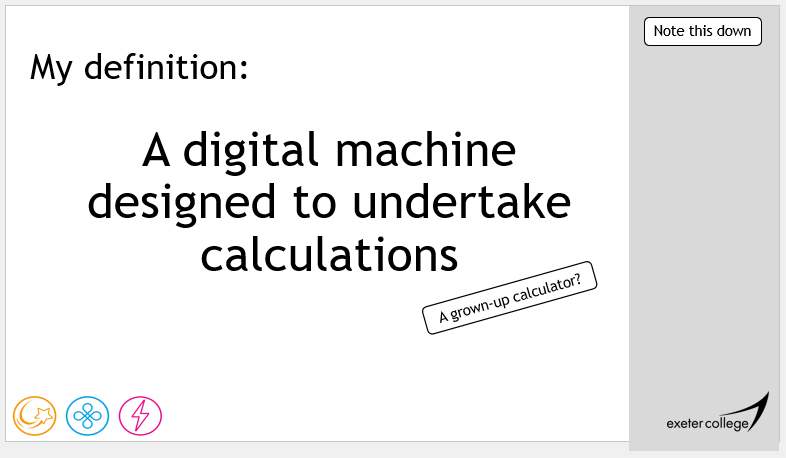 Note this down
My definition:
A digital machine
designed to undertake
calculations
A grown-up calculator?
exeter college